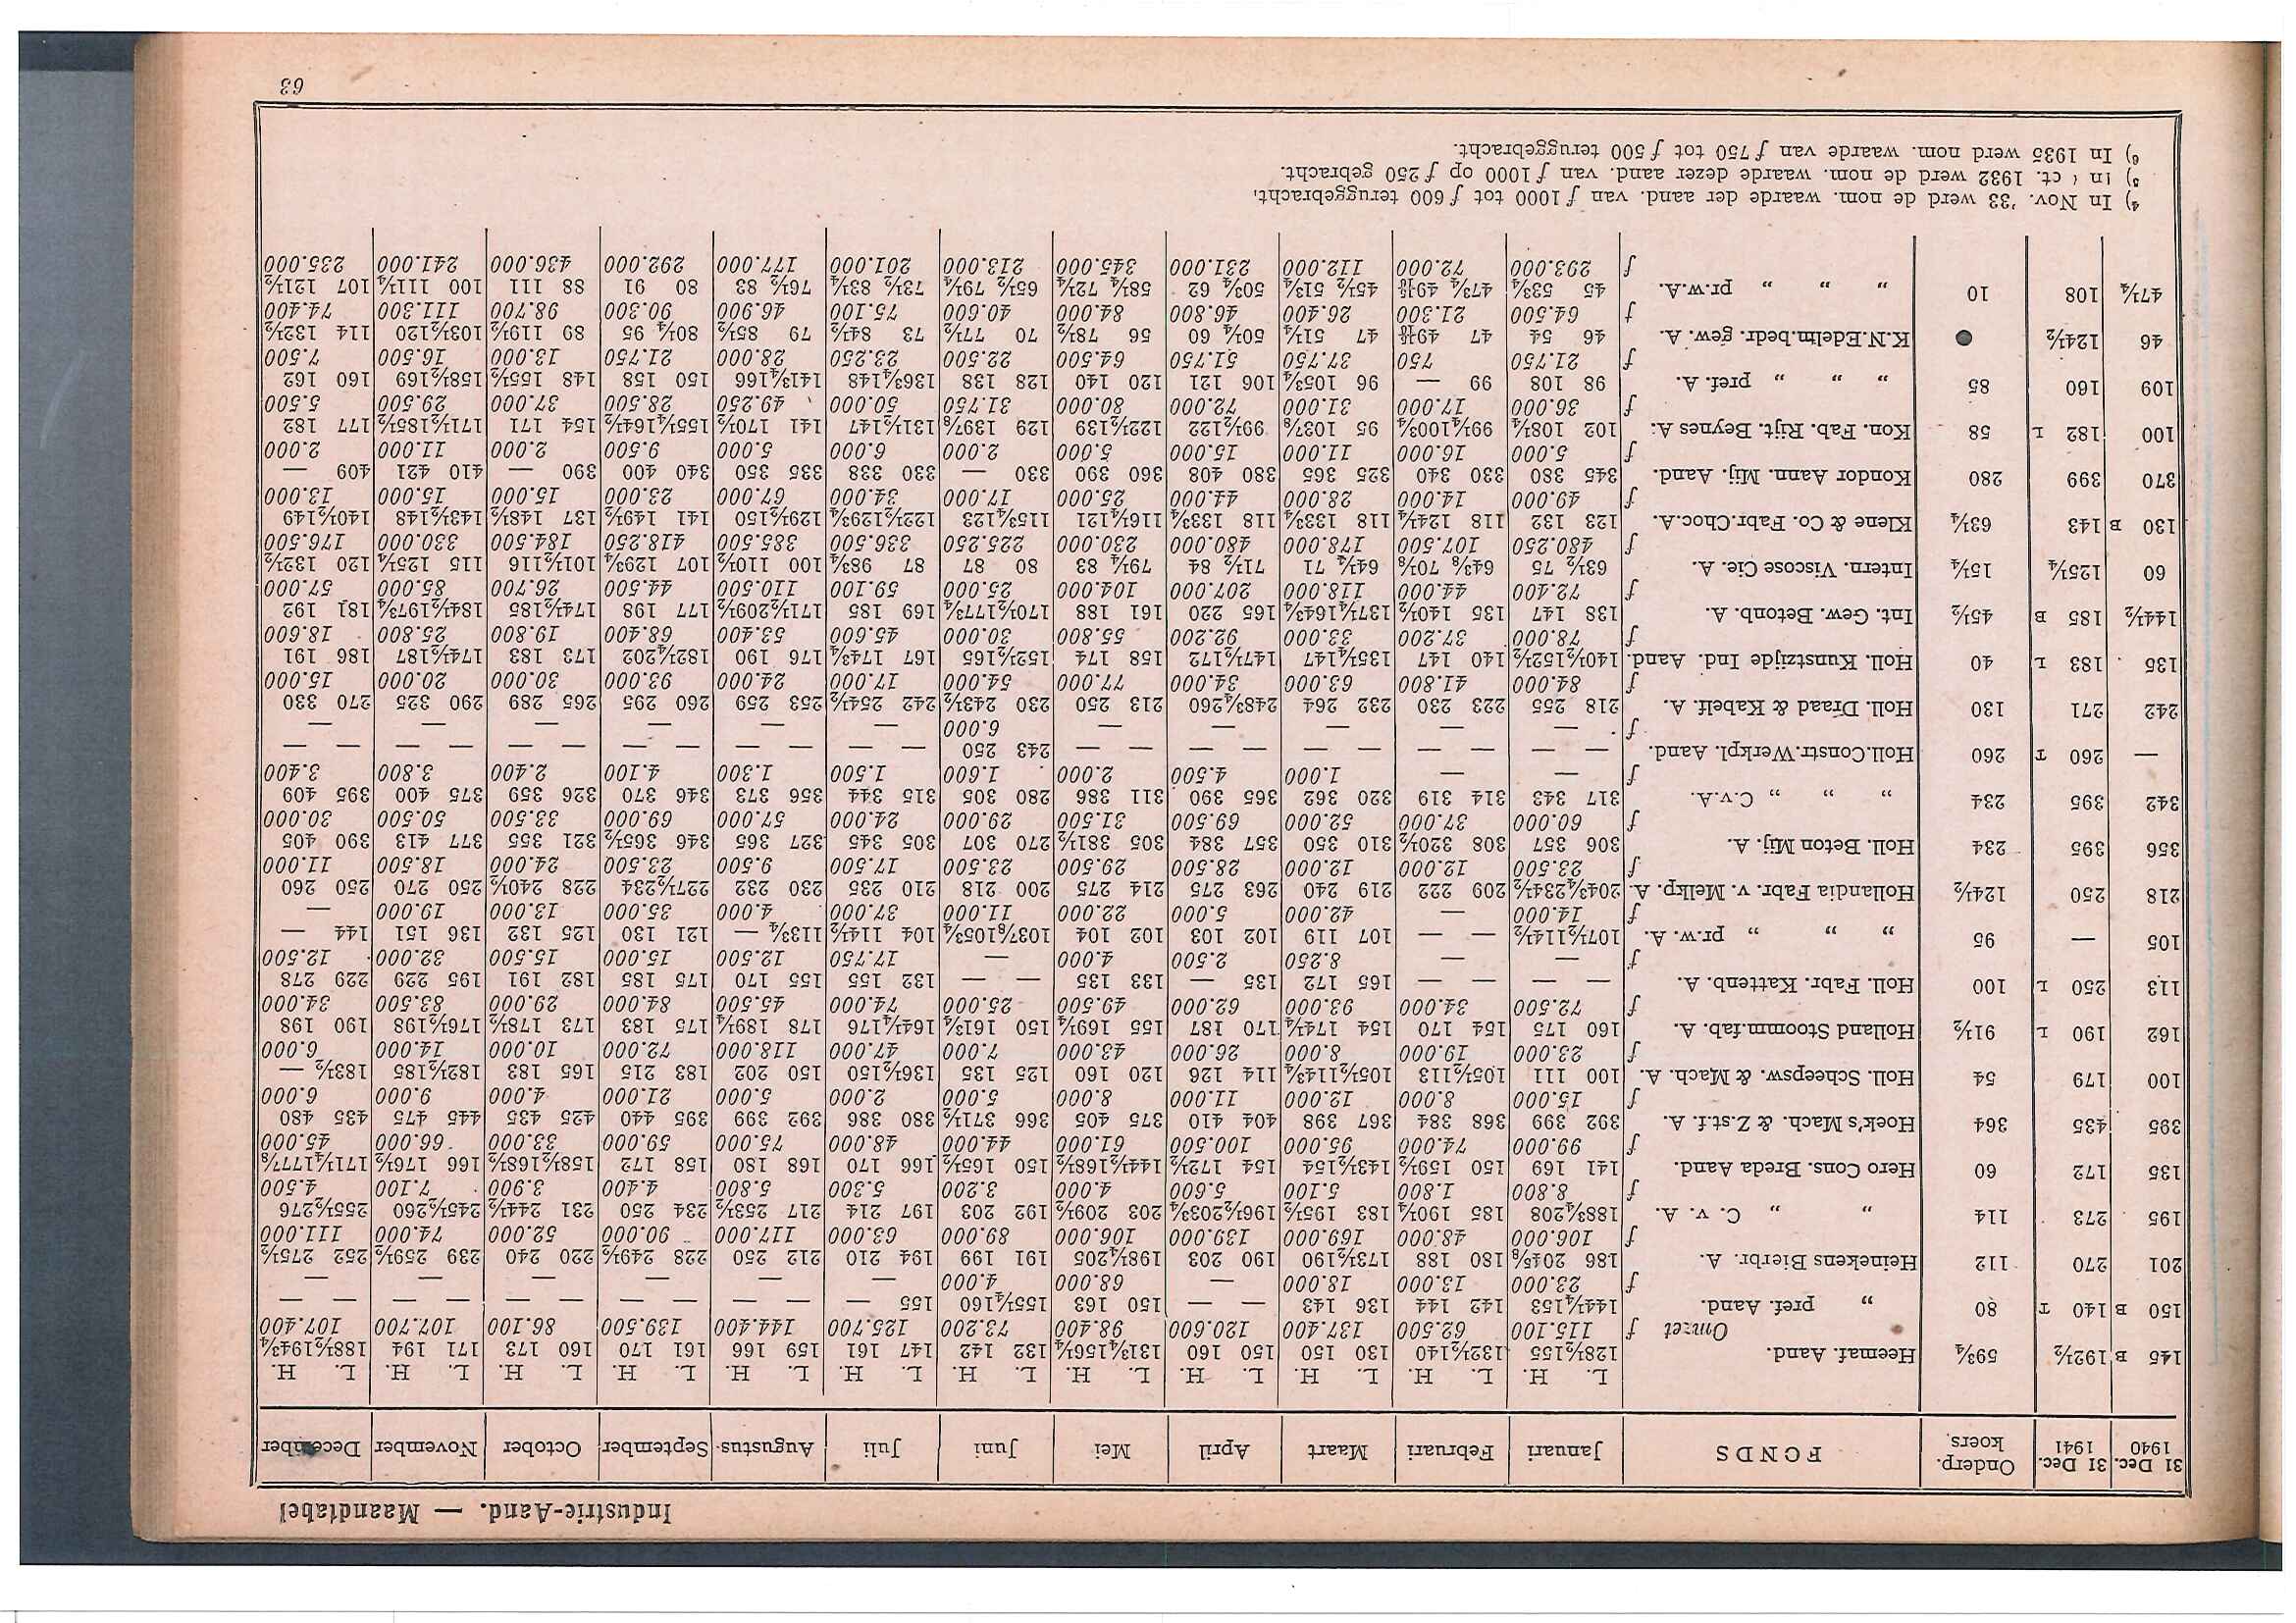 Industrie-Aand. — Maandtabel
31 Dec. 1940 | 31 Dec. 1941 | Onderp. koers. | FONDS | Januari | Februari | Maart | April | Mei | Juni | Juli | Augustus | September | October | November | December
L. H. | L. H. | L. H. | L. H. | L. H. | L. H. | L. H. | L. H. | L. H. | L. H. | L. H. | L. H.
145 B | 192½ | 59¾ | Heemaf. Aand. | 128½ 155 | 132½ 140 | 130 150 | 150 160 | 131¾ 156¼ | 132 142 | 147 161 | 159 166 | 161 170 | 160 173 | 171 194 | 188½ 194¾
Omzet f | 115.100 | 62.500 | 137.400 | 120.600 | 98.400 | 73.200 | 125.700 | 144.400 | 139.500 | 86.100 | 107.700 | 107.400
150 B | 140 T | 80 | „ pref. Aand. | 144¼ 153 | 142 144 | 136 143 | — — | 150 163 | 155¼ 160 | 155 — | — — | — — | — — | — — | — —
f | 23.000 | 13.000 | 18.000 | — | 68.000 | 4.000 | — | — | — | — | — | —
201 | 270 | 112 | Heinekens Bierbr. A. | 186 204⅝ | 180 188 | 173½ 190 | 190 203 | 198¼ 205 | 191 199 | 194 210 | 212 250 | 228 249½ | 220 240 | 239 259½ | 252 275½
f | 106.000 | 48.000 | 169.000 | 139.000 | 106.000 | 89.000 | 63.000 | 117.000 | 90.000 | 52.000 | 74.000 | 111.000
195 | 273 | 114 | „ „ C. v. A. | 188¾ 208 | 185 190¼ | 183 195½ | 196½ 203¾ | 203 209½ | 192 203 | 197 214 | 217 253½ | 234 250 | 231 244½ | 245½ 260 | 255½ 276
f | 8.800 | 1.800 | 5.100 | 5.600 | 4.000 | 3.200 | 5.300 | 5.800 | 4.400 | 3.900 | 7.100 | 4.500
135 | 172 | 60 | Hero Cons. Breda Aand. | 141 169 | 150 159½ | 143½ 154 | 154 172½ | 144½ 168½ | 150 165½ | 166 170 | 168 180 | 158 172 | 158½ 168½ | 166 176½ | 171¼ 177⅞
f | 99.000 | 74.000 | 95.000 | 100.500 | 61.000 | 44.000 | 48.000 | 75.000 | 59.000 | 33.000 | 66.000 | 45.000
395 | 435 | 364 | Hoek's Mach. & Z.st.f. A. | 392 399 | 368 384 | 367 398 | 404 410 | 375 405 | 366 371½ | 380 386 | 392 399 | 395 440 | 425 435 | 445 475 | 435 480
f | 15.000 | 8.000 | 12.000 | 11.000 | 8.000 | 5.000 | 2.000 | 5.000 | 21.000 | 4.000 | 9.000 | 6.000
100 | 179 | 54 | Holl. Scheepsw. & Mach. A. | 100 111 | 105½ 113 | 105½ 114¾ | 114 126 | 120 160 | 125 135 | 136½ 150 | 150 202 | 183 215 | 165 183 | 182½ 185 | 183½ —
f | 23.000 | 19.000 | 8.000 | 26.000 | 43.000 | 7.000 | 47.000 | 118.000 | 72.000 | 10.000 | 14.000 | 6.000
162 | 190 L | 91½ | Holland Stoomm.fab. A. | 160 175 | 154 170 | 154 174¼ | 170 187 | 155 169¼ | 150 161¾ | 164¼ 176 | 178 189¼ | 175 183 | 173 178½ | 176½ 198 | 190 198
f | 72.500 | 34.000 | 93.000 | 62.000 | 49.500 | 25.000 | 74.000 | 45.500 | 84.000 | 29.000 | 83.500 | 34.000
113 | 250 L | 100 | Holl. Fabr. Kattenb. A. | — — | — — | 165 172 | 135 — | 133 135 | — — | 132 155 | 155 170 | 175 185 | 182 191 | 195 229 | 229 278
f | — | — | 8.250 | 2.500 | 4.000 | — | 17.750 | 12.500 | 15.000 | 15.500 | 32.000 | 12.500
105 | — | 95 | „ „ „ pr.w. A. | 107½ 114½ | — — | 107 119 | 102 103 | 102 104 | 103⅞ 105¾ | 104 114½ | 113¾ — | 121 130 | 125 132 | 136 151 | 144 —
f | 14.000 | — | 42.000 | 5.000 | 22.000 | 11.000 | 37.000 | 4.000 | 35.000 | 13.000 | 19.000 | —
218 | 250 | 124½ | Hollandia Fabr. v. Melkp. A. | 204¾ 234½ | 209 222 | 219 240 | 263 275 | 214 275 | 200 218 | 210 235 | 230 232 | 227½ 234 | 228 240½ | 250 270 | 250 260
f | 23.500 | 12.000 | 12.000 | 28.500 | 29.500 | 23.500 | 17.500 | 9.500 | 23.500 | 24.000 | 18.500 | 11.000
356 | 395 | 234 | Holl. Beton Mij. A. | 306 357 | 308 320½ | 310 350 | 357 384 | 305 381½ | 270 307 | 305 345 | 327 365 | 346 365½ | 321 355 | 377 413 | 390 405
f | 60.000 | 37.000 | 52.000 | 69.500 | 31.500 | 29.000 | 24.000 | 57.000 | 69.000 | 33.500 | 50.500 | 30.000
342 | 395 | 234 | „ „ „ C.v.A. | 317 343 | 314 319 | 320 362 | 365 390 | 311 386 | 280 305 | 315 344 | 356 373 | 346 370 | 326 359 | 375 400 | 395 409
f | — | — | 1.000 | 4.500 | 2.000 | 1.600 | 1.500 | 1.300 | 4.100 | 2.400 | 3.800 | 3.400
— | 260 T | 260 | Holl.Constr.Werkpl. Aand. | — — | — — | — — | — — | — — | 243 250 | — — | — — | — — | — — | — — | — —
f | — | — | — | — | — | 6.000 | — | — | — | — | — | —
242 | 271 | 130 | Holl. Draad & Kabelf. A. | 218 255 | 223 230 | 232 264 | 248¾ 260 | 213 250 | 230 243½ | 242 254½ | 253 259 | 260 295 | 265 289 | 290 325 | 270 330
f | 84.000 | 41.800 | 63.000 | 34.000 | 77.000 | 54.000 | 17.000 | 24.000 | 93.000 | 30.000 | 20.000 | 15.000
135 | 183 L | 40 | Holl. Kunstzijde Ind. Aand. | 140½ 152½ | 140 147 | 135¼ 147 | 147½ 172 | 158 174 | 152½ 165 | 167 174¾ | 176 190 | 182¼ 202 | 173 183 | 174½ 187 | 186 191
f | 78.000 | 37.200 | 33.000 | 92.200 | 55.800 | 30.000 | 45.600 | 53.400 | 68.400 | 19.800 | 25.800 | 18.600
144½ | 185 B | 45½ | Int. Gew. Betonb. A. | 138 147 | 135 140½ | 137¼ 164¾ | 165 220 | 161 188 | 170½ 177¾ | 169 185 | 171½ 209½ | 177 198 | 174½ 185 | 184½ 197¾ | 181 192
f | 72.400 | 44.000 | 118.000 | 207.000 | 104.000 | 25.000 | 59.100 | 110.500 | 44.500 | 26.700 | 85.000 | 57.000
60 | 125¼ | 15¼ | Intern. Viscose Cie. A. | 63½ 75 | 64⅜ 70⅛ | 64½ 71 | 71½ 84 | 79¼ 83 | 80 87 | 87 98¾ | 100 110½ | 107 129¾ | 101½ 116 | 115 125¼ | 120 132½
f | 480.250 | 107.500 | 178.000 | 480.000 | 230.000 | 225.250 | 336.500 | 385.500 | 418.250 | 184.500 | 330.000 | 176.500
130 B | 143 | 63¼ | Klene & Co. Fabr.Choc.A. | 123 132 | 118 124¼ | 118 133¾ | 118 133¾ | 116¼ 121 | 115¾ 123 | 122½ 129¾ | 129½ 150 | 141 149½ | 137 148½ | 143½ 148 | 140½ 149
f | 49.000 | 14.000 | 28.000 | 44.000 | 25.000 | 17.000 | 34.000 | 67.000 | 23.000 | 15.000 | 15.000 | 13.000
370 | 399 | 280 | Kondor Aann. Mij. Aand. | 345 380 | 330 340 | 325 365 | 380 408 | 360 390 | 330 — | 330 338 | 335 350 | 340 400 | 390 — | 410 421 | 409 —
f | 5.000 | 16.000 | 11.000 | 15.000 | 5.000 | 2.000 | 6.000 | 5.000 | 9.500 | 2.000 | 11.000 | 2.000
100 | 182 L | 58 | Kon. Fab. Rijt. Beynes A. | 102 108¼ | 99¼ 100¾ | 95 103⅞ | 99½ 122 | 122½ 139 | 129 139⅞ | 131½ 147 | 141 170½ | 155¼ 164½ | 154 171 | 171½ 185½ | 177 182
f | 36.000 | 17.000 | 31.000 | 72.000 | 80.000 | 31.750 | 50.000 | 49.250 | 28.500 | 37.000 | 29.500 | 5.500
109 | 160 | 85 | „ „ „ pref. A. | 98 108 | 99 — | 96 105¾ | 106 121 | 120 140 | 128 138 | 136¾ 148 | 141¾ 166 | 150 158 | 148 155½ | 158½ 169 | 160 162
f | 21.750 | 750 | 37.750 | 51.750 | 64.500 | 22.500 | 23.250 | 28.000 | 21.750 | 13.000 | 16.500 | 7.500
46 | 124½ | ● | K.N.Edelm.bedr. gew. A. | 46 54 | 47 49 13/16 | 47 51¼ | 50¼ 60 | 56 78½ | 70 77½ | 73 84½ | 79 85½ | 80¼ 95 | 89 119½ | 103½ 120 | 114 132½
f | 64.500 | 21.300 | 26.400 | 46.800 | 84.000 | 40.600 | 75.100 | 46.900 | 90.300 | 98.700 | 111.300 | 74.400
47¼ | 108 | 10 | „ „ „ pr.w.A. | 45 53¾ | 47¾ 49 13/16 | 45½ 51¾ | 50¾ 62 | 58¼ 72¼ | 65½ 79¼ | 73½ 83¼ | 76½ 83 | 80 91 | 88 111 | 100 111¼ | 107 121½
f | 293.000 | 72.000 | 112.000 | 231.000 | 345.000 | 213.000 | 201.000 | 177.000 | 292.000 | 436.000 | 241.000 | 235.000
⁴) In Nov. '33 werd de nom. waarde der aand. van f 1000 tot f 600 teruggebracht.
⁵) In ct. 1932 werd de nom. waarde dezer aand. van f 1000 op f 250 gebracht.
⁶) In 1935 werd nom. waarde van f 750 tot f 500 teruggebracht.
63